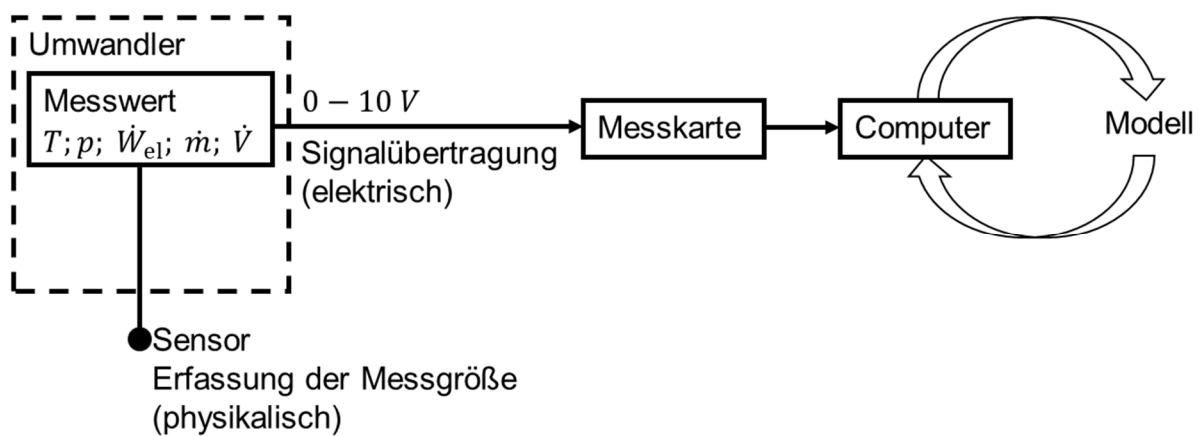 Umwandler
Messwert
T; p; Ẇel; ṁ; V̇
0 – 10 V
Signalübertragung
(elektrisch)
Messkarte
Computer
Modell
Sensor
Erfassung der Messgröße
(physikalisch)